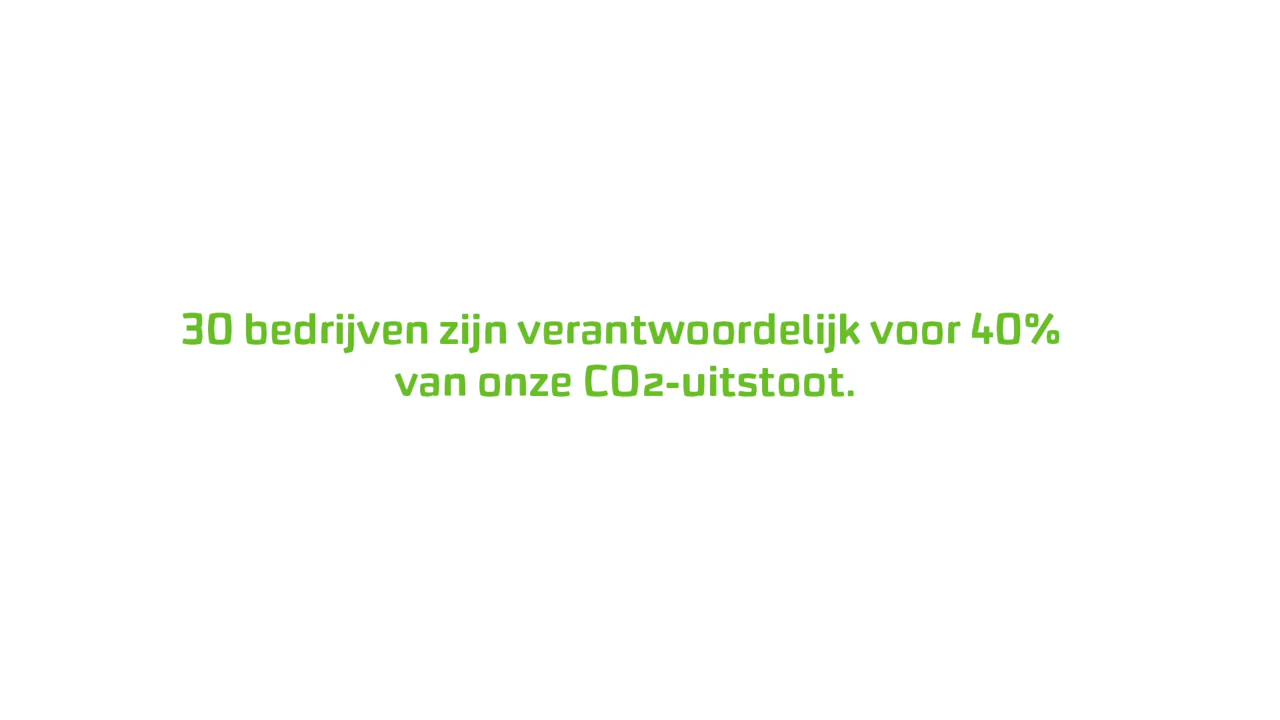 30 bedrijven zijn verantwoordelijk voor 40%
van onze CO2-uitstoot.